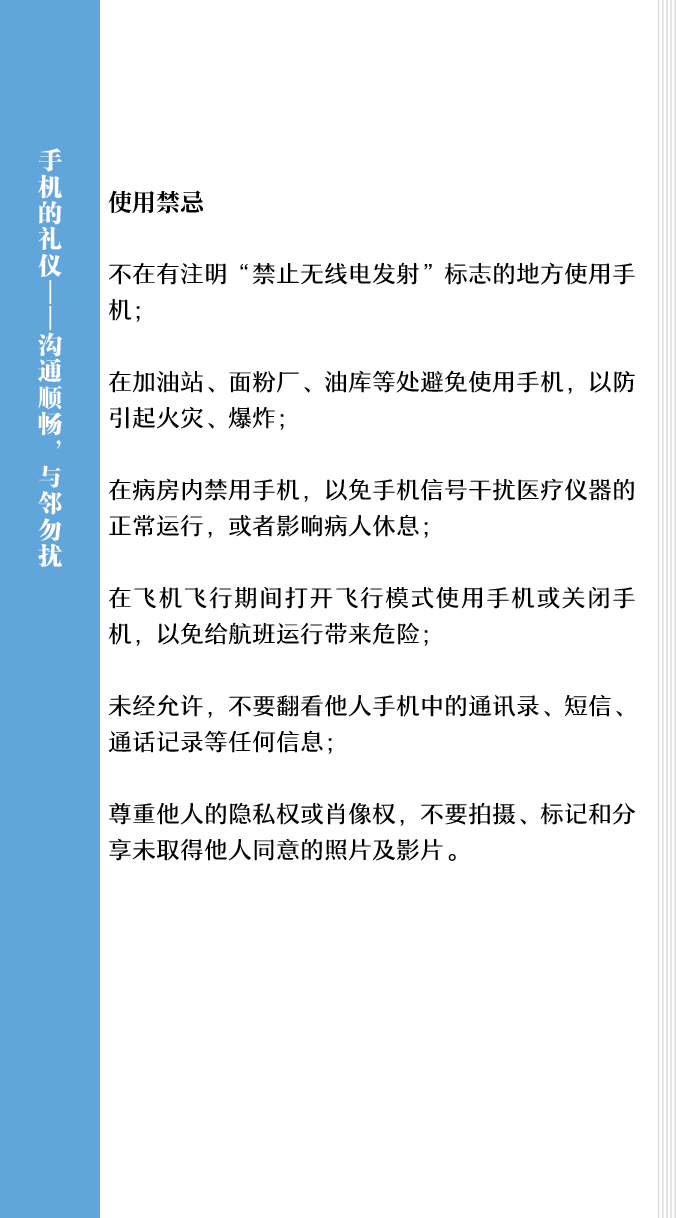 手机的礼仪——沟通顺畅，与邻勿扰
使用禁忌
不在有注明“禁止无线电发射”标志的地方使用手
机；
在加油站、面粉厂、油库等处避免使用手机，以防
引起火灾、爆炸；
在病房内禁用手机，以免手机信号干扰医疗仪器的
正常运行，或者影响病人休息；
在飞机飞行期间打开飞行模式使用手机或关闭手
机，以免给航班运行带来危险；
未经允许，不要翻看他人手机中的通讯录、短信、
通话记录等任何信息；
尊重他人的隐私权或肖像权，不要拍摄、标记和分
享未取得他人同意的照片及影片。